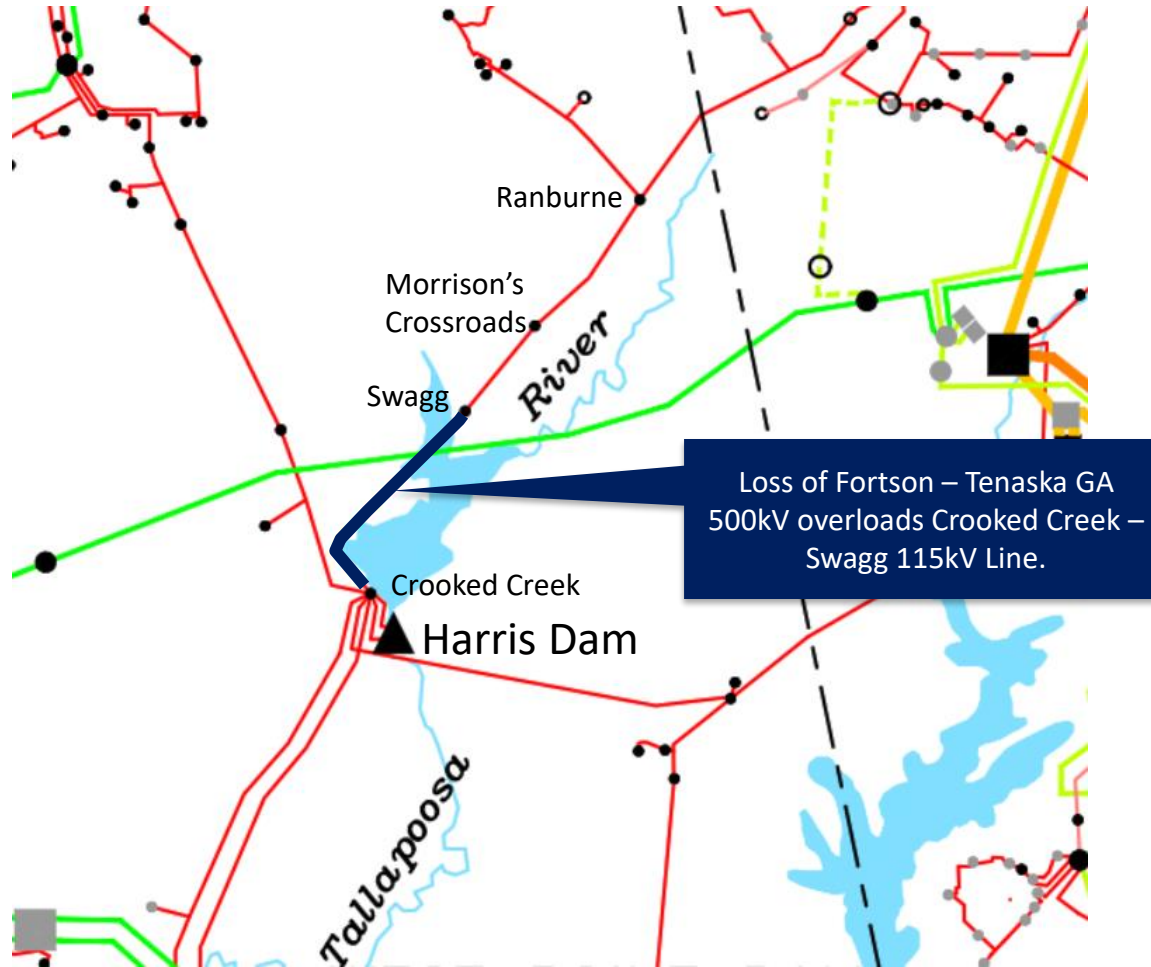 Ranburne
Morrison's
Crossroads
River
Swagg
Loss of Fortson – Tenaska GA
500kV overloads Crooked Creek –
Swagg 115kV Line.
Crooked Creek
Harris Dam
Tallapoosa